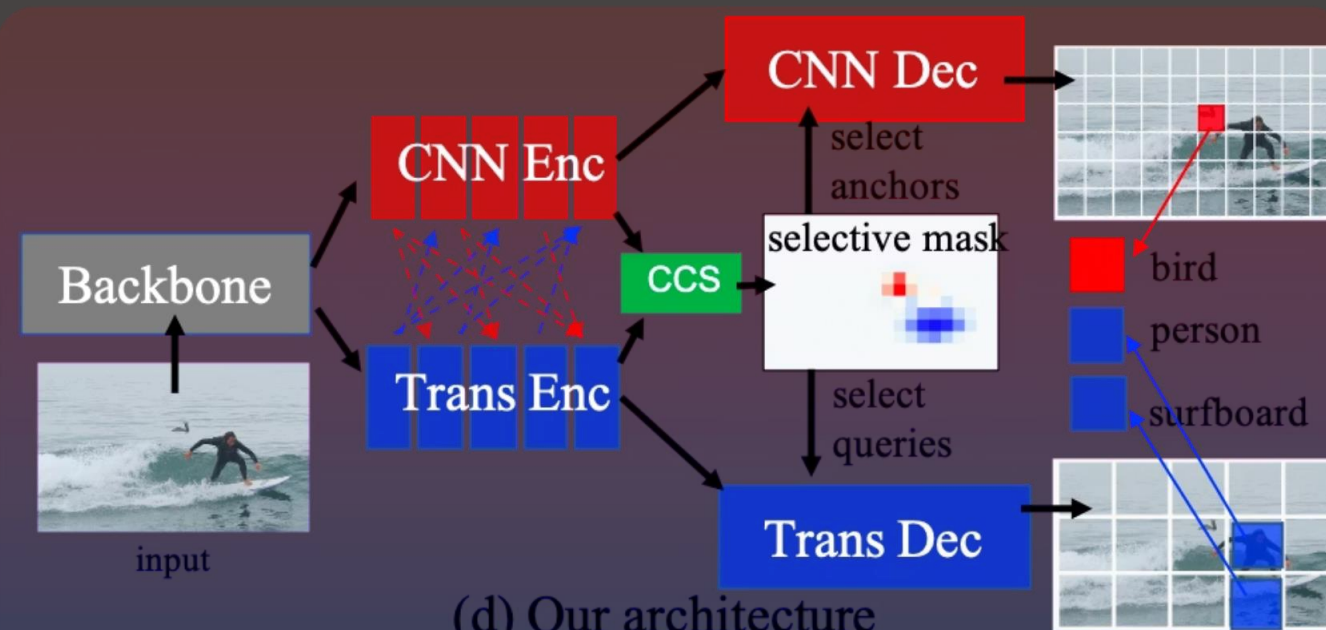 CNN Dec
CNN Enc
select
anchors
selective mask
Backbone
CCS
bird
person
Trans Enc
select
queries
surfboard
Trans Dec
input
(d) Our architecture